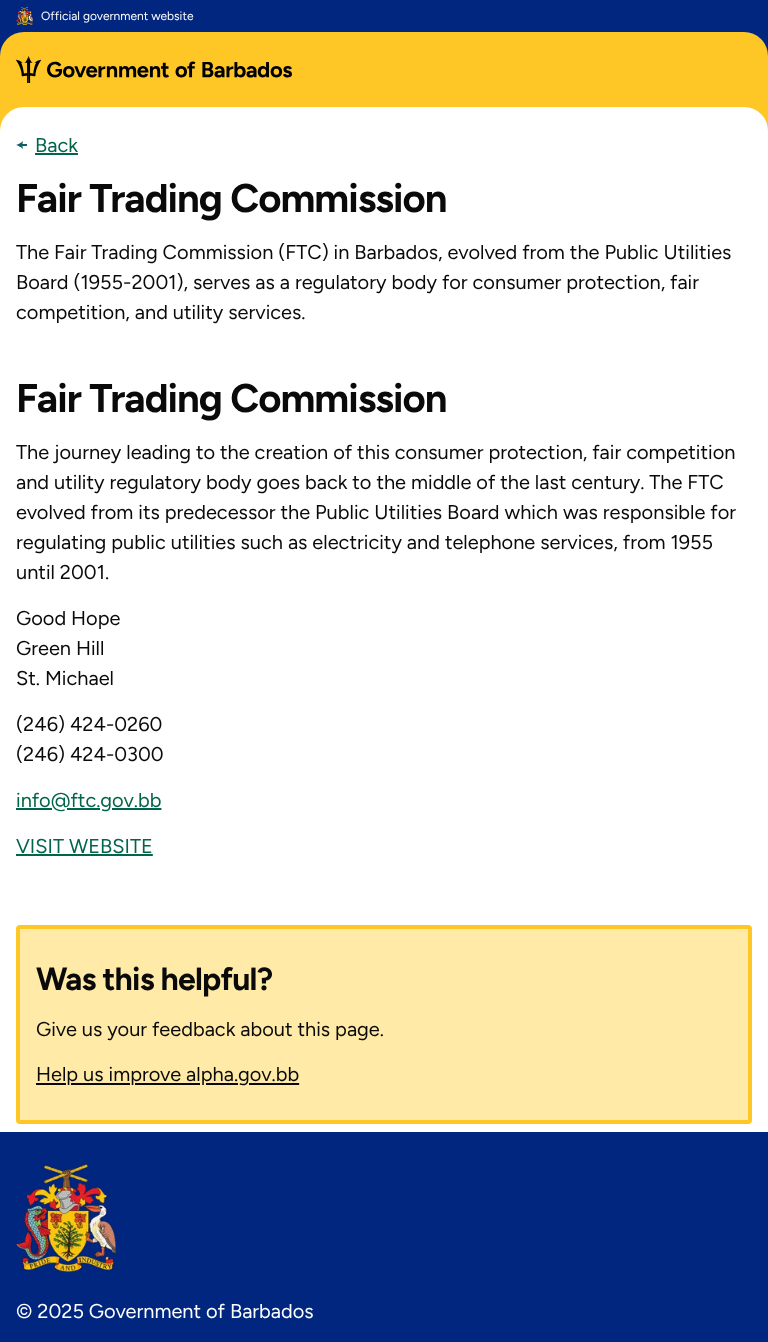 Official government website
Government of Barbados
Back
Fair Trading Commission
The Fair Trading Commission (FTC) in Barbados, evolved from the Public Utilities
Board (1955-2001), serves as a regulatory body for consumer protection, fair
competition, and utility services.
Fair Trading Commission
The journey leading to the creation of this consumer protection, fair competition
and utility regulatory body goes back to the middle of the last century. The FTC
evolved from its predecessor the Public Utilities Board which was responsible for
regulating public utilities such as electricity and telephone services, from 1955
until 2001.
Good Hope
Green Hill
St. Michael
(246) 424-0260
(246) 424-0300
info@ftc.gov.bb
VISIT WEBSITE
Was this helpful?
Give us your feedback about this page.
Help us improve alpha.gov.bb
PRIDE AND INDUSTRY
© 2025 Government of Barbados